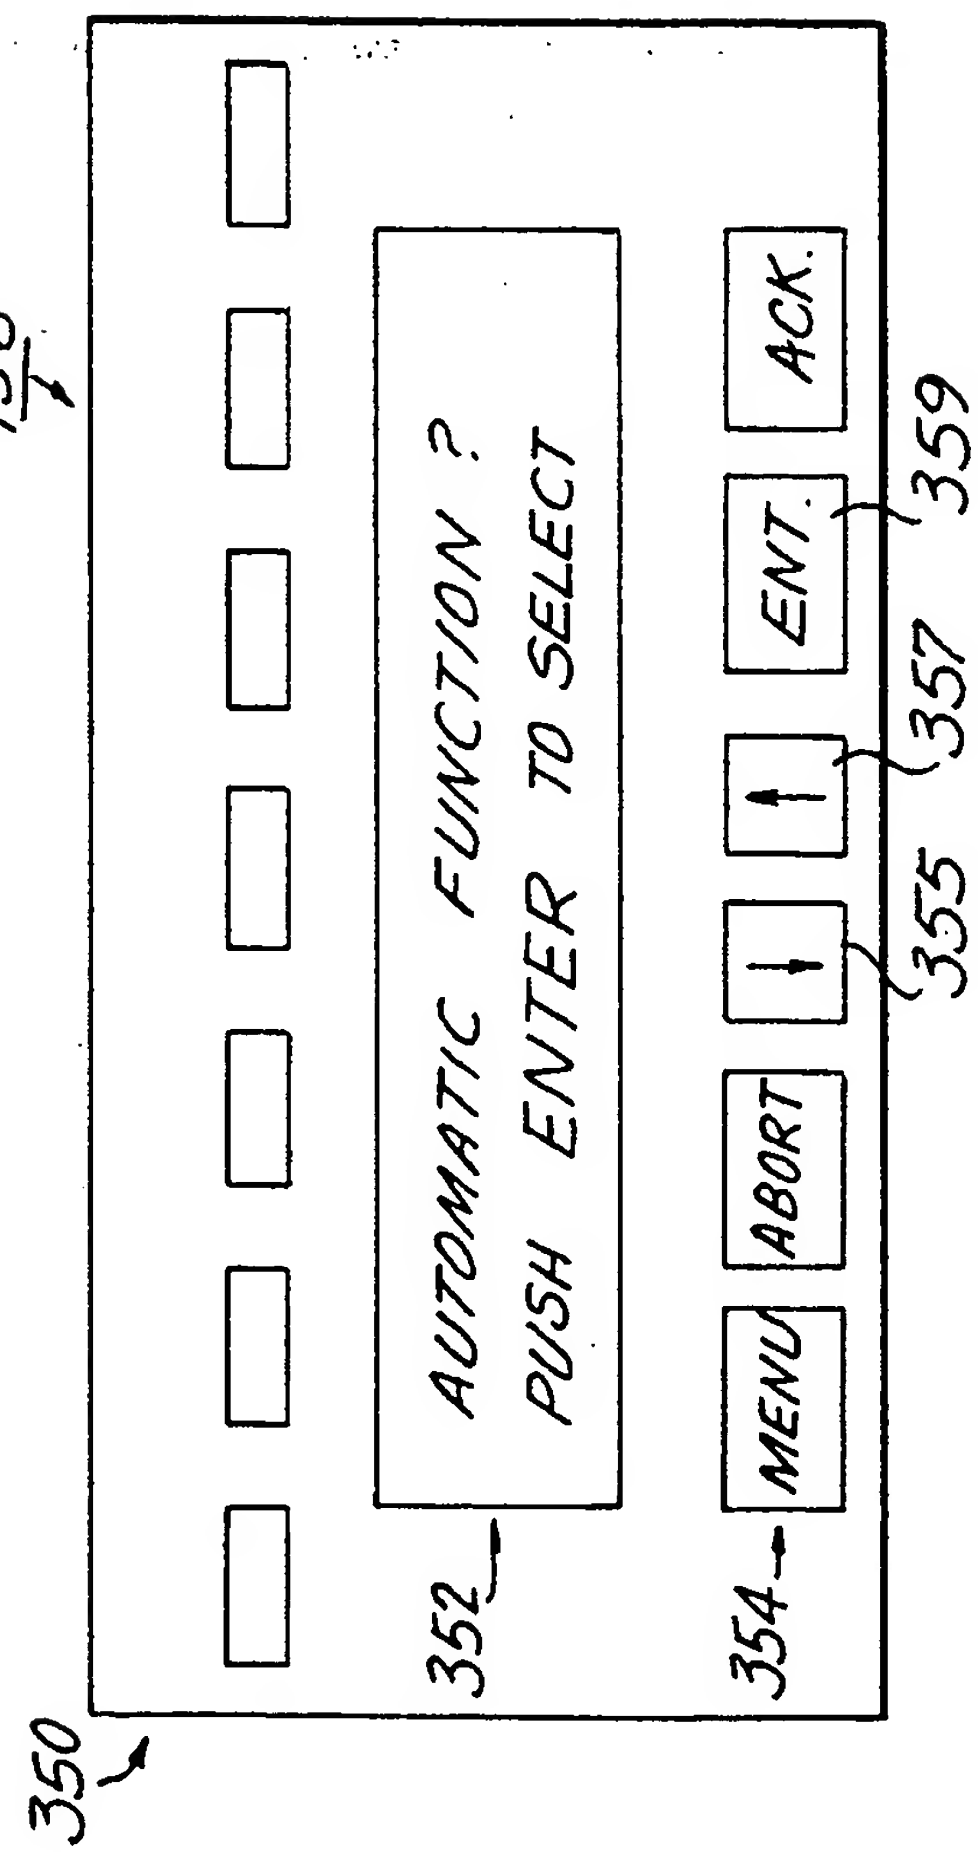 350
AUTOMATIC FUNCTION ?
PUSH ENTER TO SELECT
352
354
MENU
ABORT
↓
↑
ENT.
ACK.
355
357
359